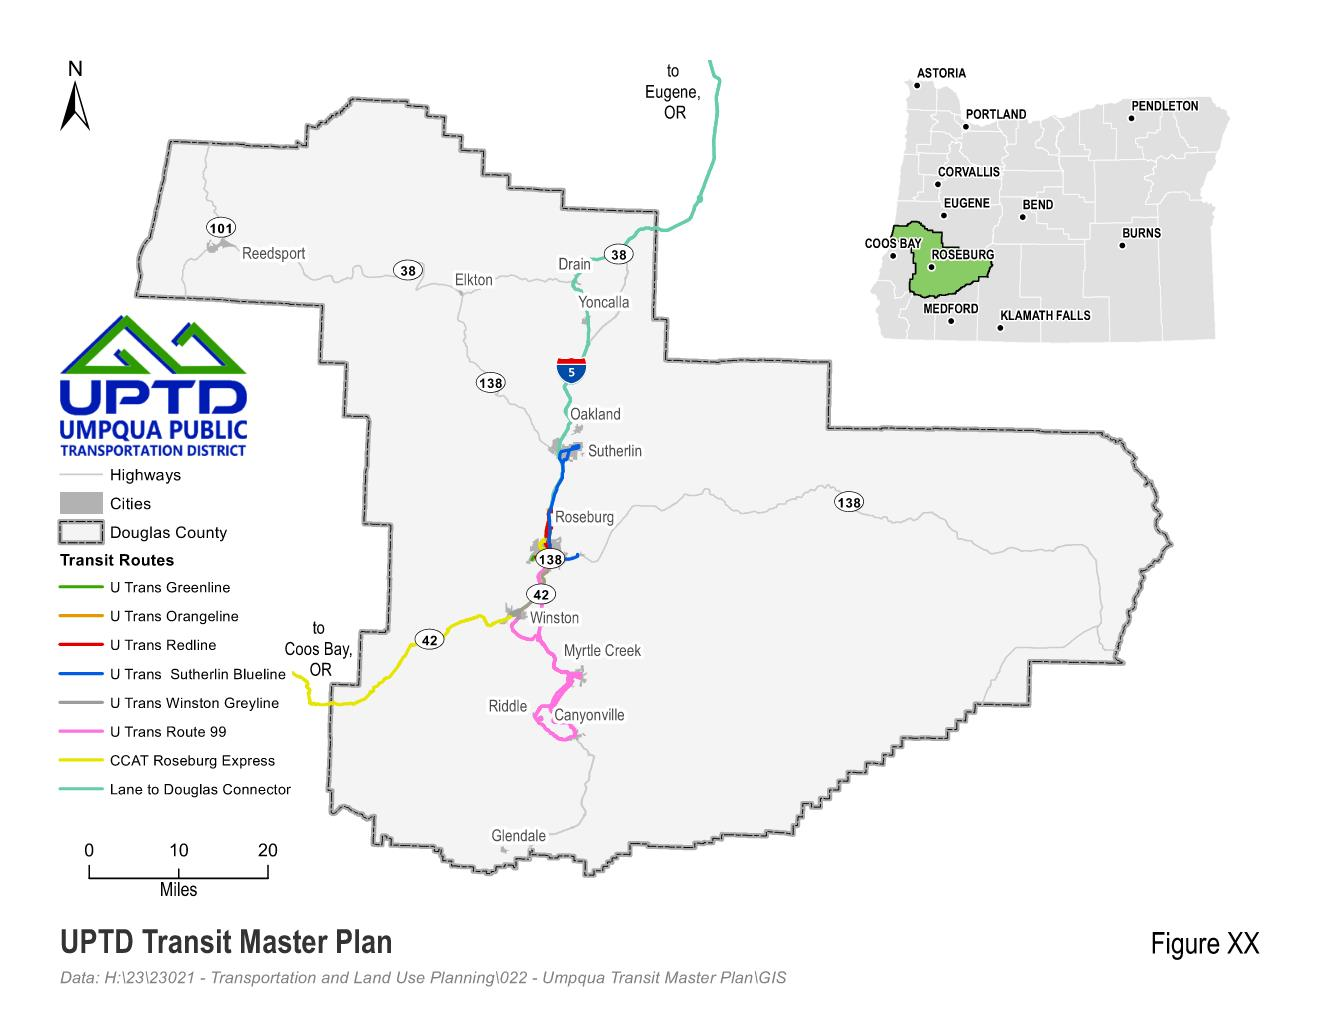 N
to
Eugene,
OR
ASTORIA
PORTLAND
PENDLETON
CORVALLIS
EUGENE
BEND
BURNS
COOS BAY
ROSEBURG
MEDFORD
KLAMATH FALLS
101
Reedsport
38
Elkton
Drain
38
Yoncalla
138
5
Oakland
Sutherlin
138
Roseburg
138
42
Winston
42
Myrtle Creek
Riddle
Canyonville
Glendale
to
Coos Bay,
OR
UPTD
UMPQUA PUBLIC
TRANSPORTATION DISTRICT
Highways
Cities
Douglas County
Transit Routes
U Trans Greenline
U Trans Orangeline
U Trans Redline
U Trans  Sutherlin Blueline
U Trans Winston Greyline
U Trans Route 99
CCAT Roseburg Express
Lane to Douglas Connector
0 10 20
Miles
UPTD Transit Master Plan
Figure XX
Data: H:\23\23021 - Transportation and Land Use Planning\022 - Umpqua Transit Master Plan\GIS